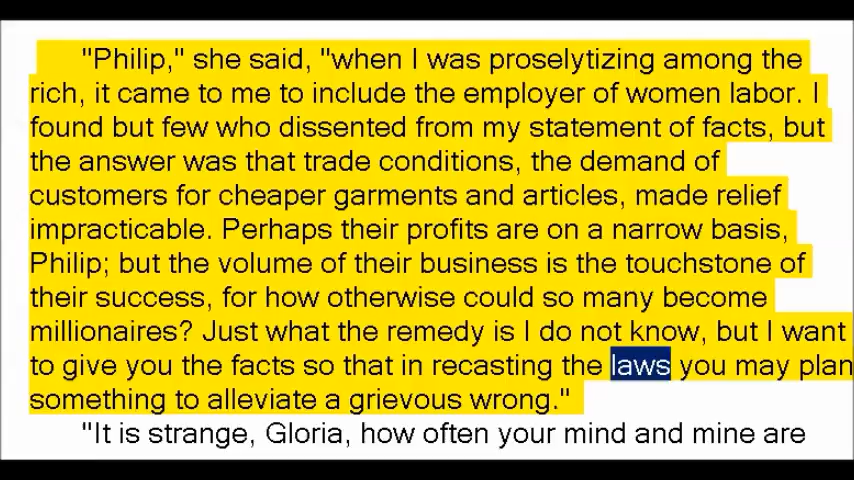 "Philip," she said, "when I was proselytizing among the
rich, it came to me to include the employer of women labor. I
found but few who dissented from my statement of facts, but
the answer was that trade conditions, the demand of
customers for cheaper garments and articles, made relief
impracticable. Perhaps their profits are on a narrow basis,
Philip; but the volume of their business is the touchstone of
their success, for how otherwise could so many become
millionaires? Just what the remedy is I do not know, but I want
to give you the facts so that in recasting the laws you may plan
something to alleviate a grievous wrong."
"It is strange, Gloria, how often your mind and mine are